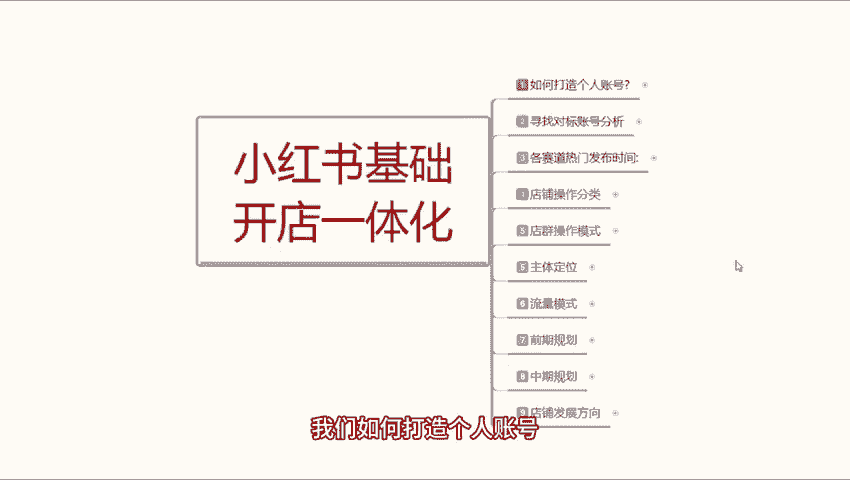 小红书基础
开店一体化
如何打造个人账号?
2 寻找对标账号分析
3 各赛道热门发布时间:
店铺操作分类
店群操作模式
5 主体定位
6 流量模式
7 前期规划
8 中期规划
9 店铺发展方向
我们如何打造个人账号